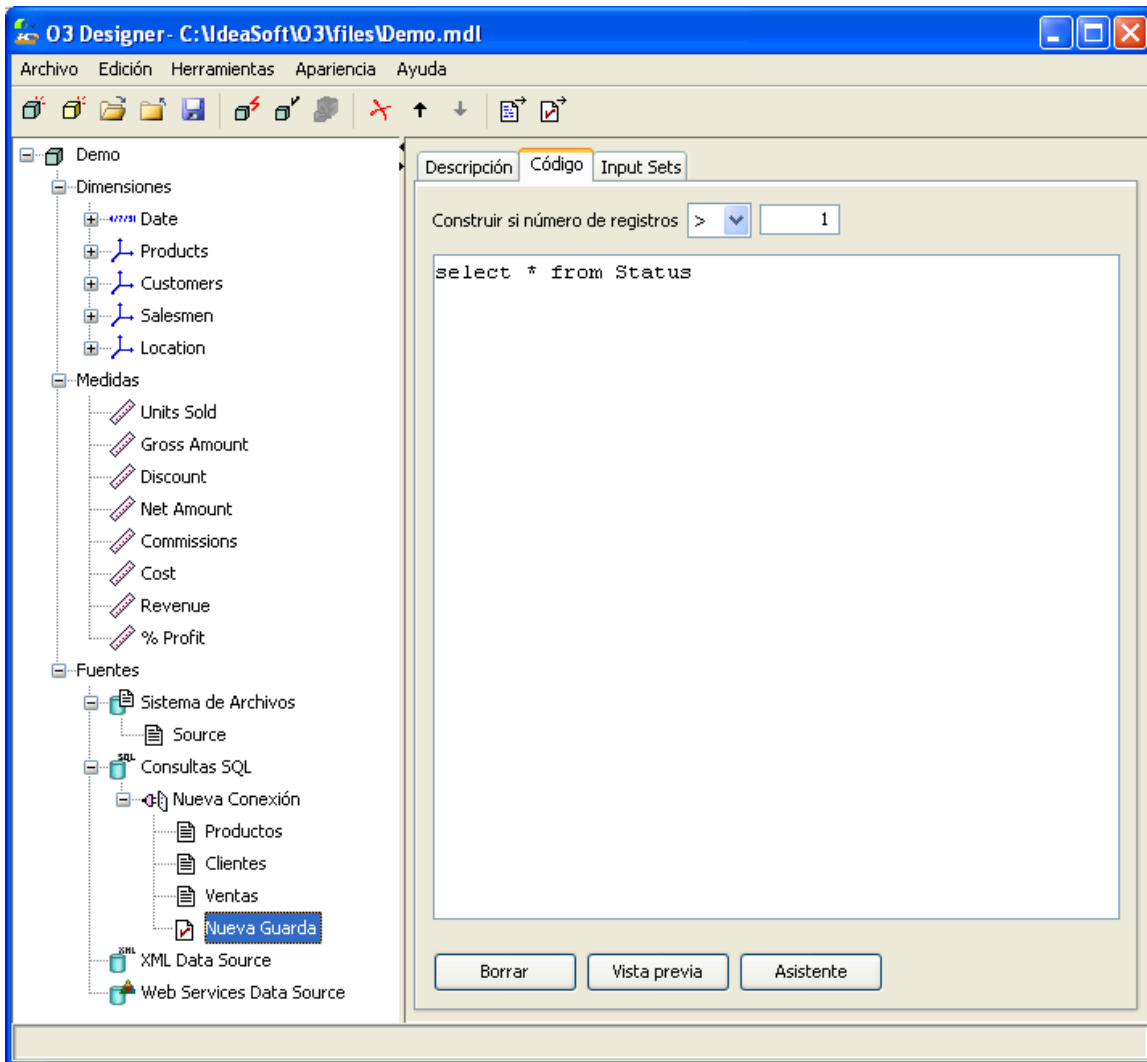 O3 Designer- C:\IdeaSoft\O3\files\Demo.mdl
Archivo Edición Herramientas Apariencia Ayuda
Demo
Dimensiones
Date
Products
Customers
Salesmen
Location
Medidas
Units Sold
Gross Amount
Discount
Net Amount
Commissions
Cost
Revenue
% Profit
Fuentes
Sistema de Archivos
Source
SQL
Consultas SQL
Nueva Conexión
Productos
Clientes
Ventas
Nueva Guarda
XML
XML Data Source
Web Services Data Source
Descripción Código Input Sets
Construir si número de registros > 1
select * from Status
Borrar Vista previa Asistente